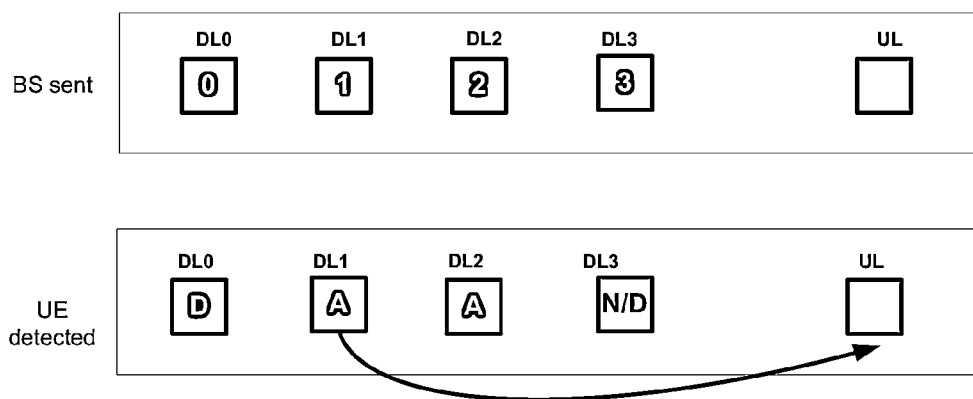 DL0 DL1 DL2 DL3 UL
BS sent 0 1 2 3
DL0 DL1 DL2 DL3 UL
D A A N/D
UE
detected